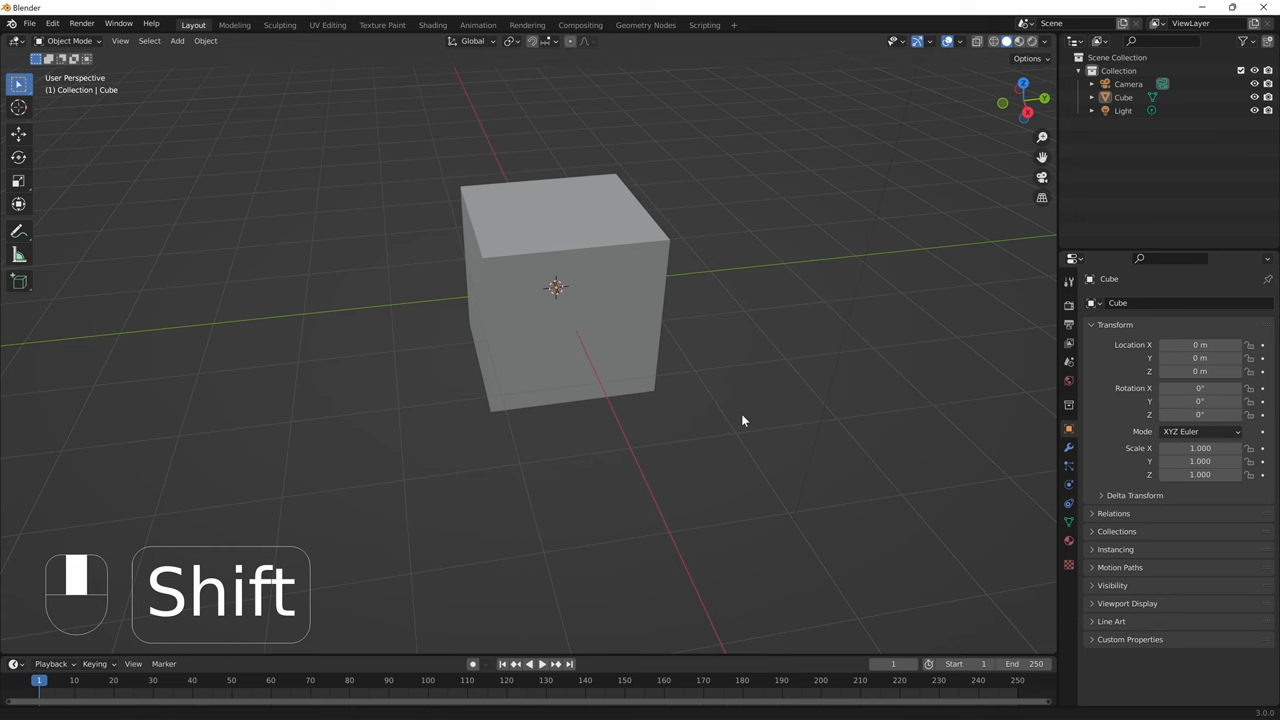 Blender
File Edit Render Window Help Layout Modeling Sculpting UV Editing Texture Paint Shading Animation Rendering Compositing Geometry Nodes Scripting + Scene ViewLayer
Object Mode View Select Add Object Global
Options
User Perspective
(1) Collection | Cube
Z
Y
X
Scene Collection
Collection
Camera
Cube
Light
Cube
Cube
Transform
Location X 0 m
Y 0 m
Z 0 m
Rotation X 0°
Y 0°
Z 0°
Mode XYZ Euler
Scale X 1.000
Y 1.000
Z 1.000
Delta Transform
Relations
Collections
Instancing
Motion Paths
Visibility
Viewport Display
Line Art
Custom Properties
Shift
Playback Keying View Marker 1 Start 1 End 250
1 10 20 30 40 50 60 70 80 90 100 110 120 130 140 150 160 170 180 190 200 210 220 230 240 250
3.0.0